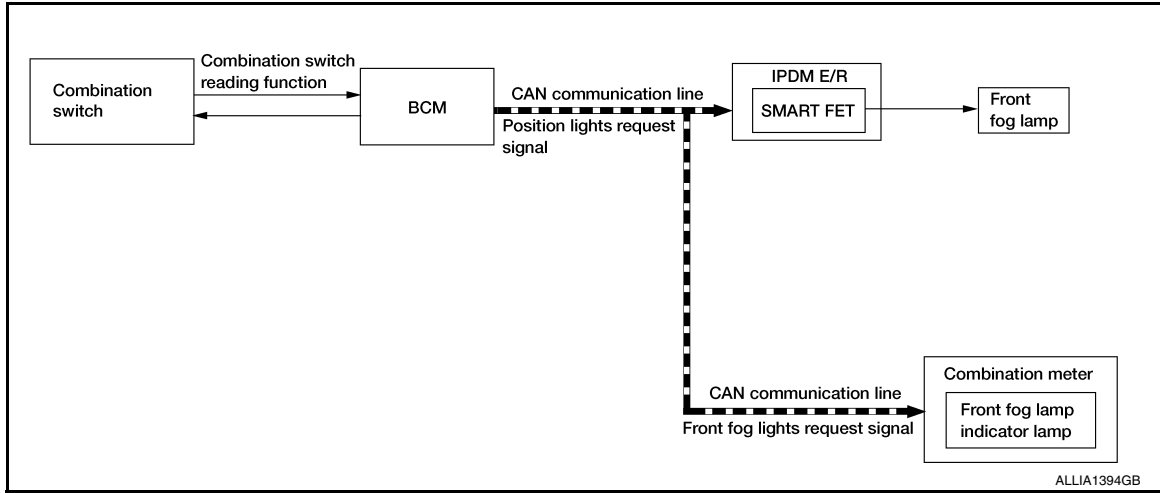 Combination
switch
Combination switch
reading function
BCM
CAN communication line
Position lights request
signal
IPDM E/R
SMART FET
Front
fog lamp
CAN communication line
Front fog lights request signal
Combination meter
Front fog lamp
indicator lamp
ALLIA1394GB